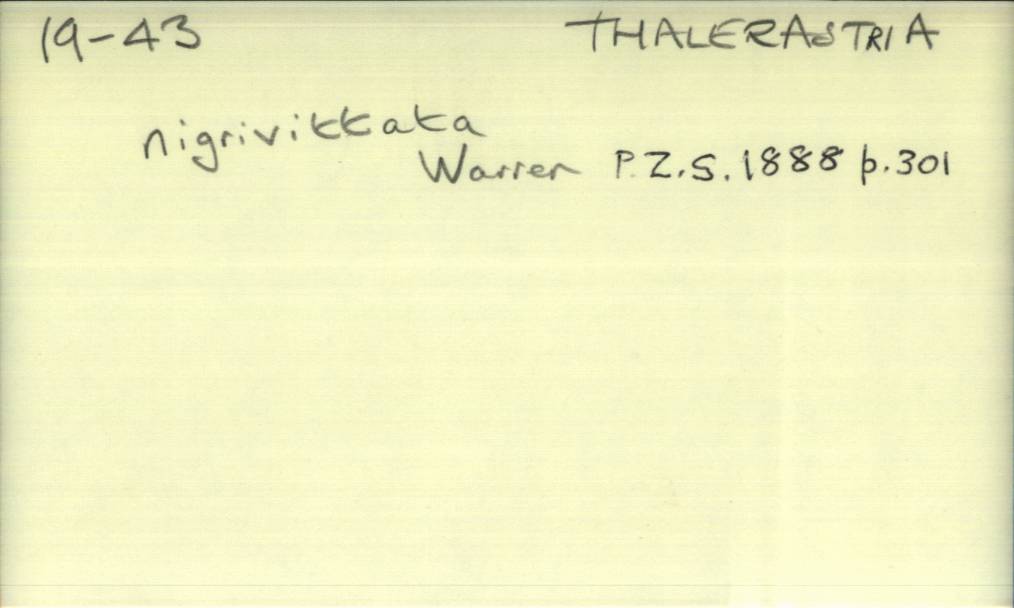 19-43 THALERASTRIA
nigrivittata
Warren P.Z.S. 1888 p.301